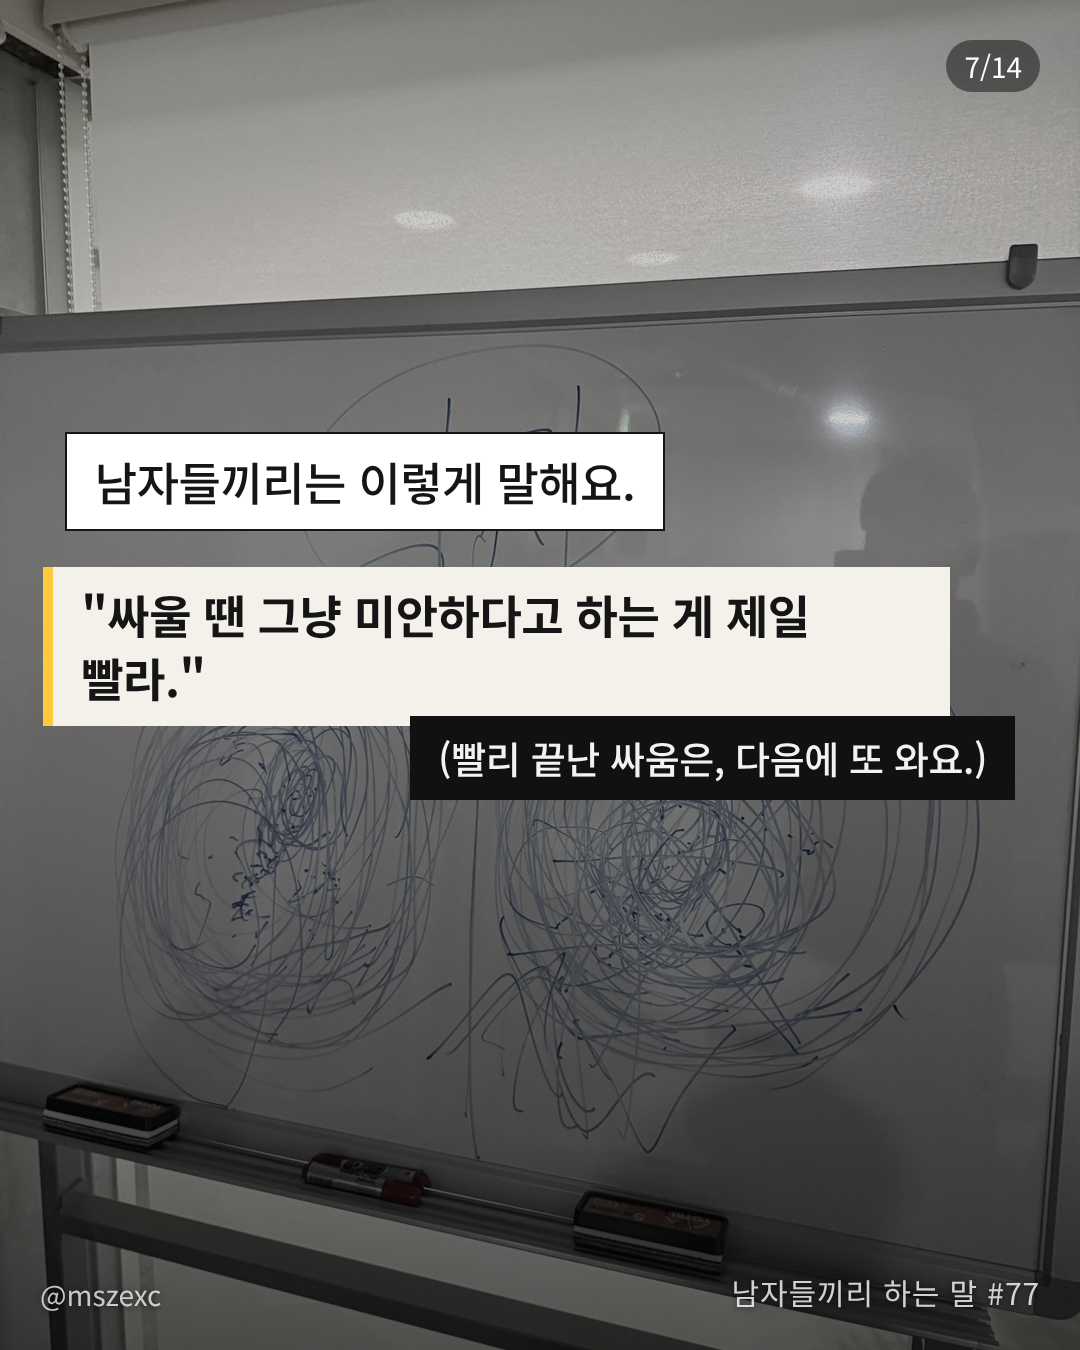 7/14
남자들끼리는 이렇게 말해요.
"싸울 땐 그냥 미안하다고 하는 게 제일
빨라."
(빨리 끝난 싸움은, 다음에 또 와요.)
@mszexc
남자들끼리 하는 말 #77